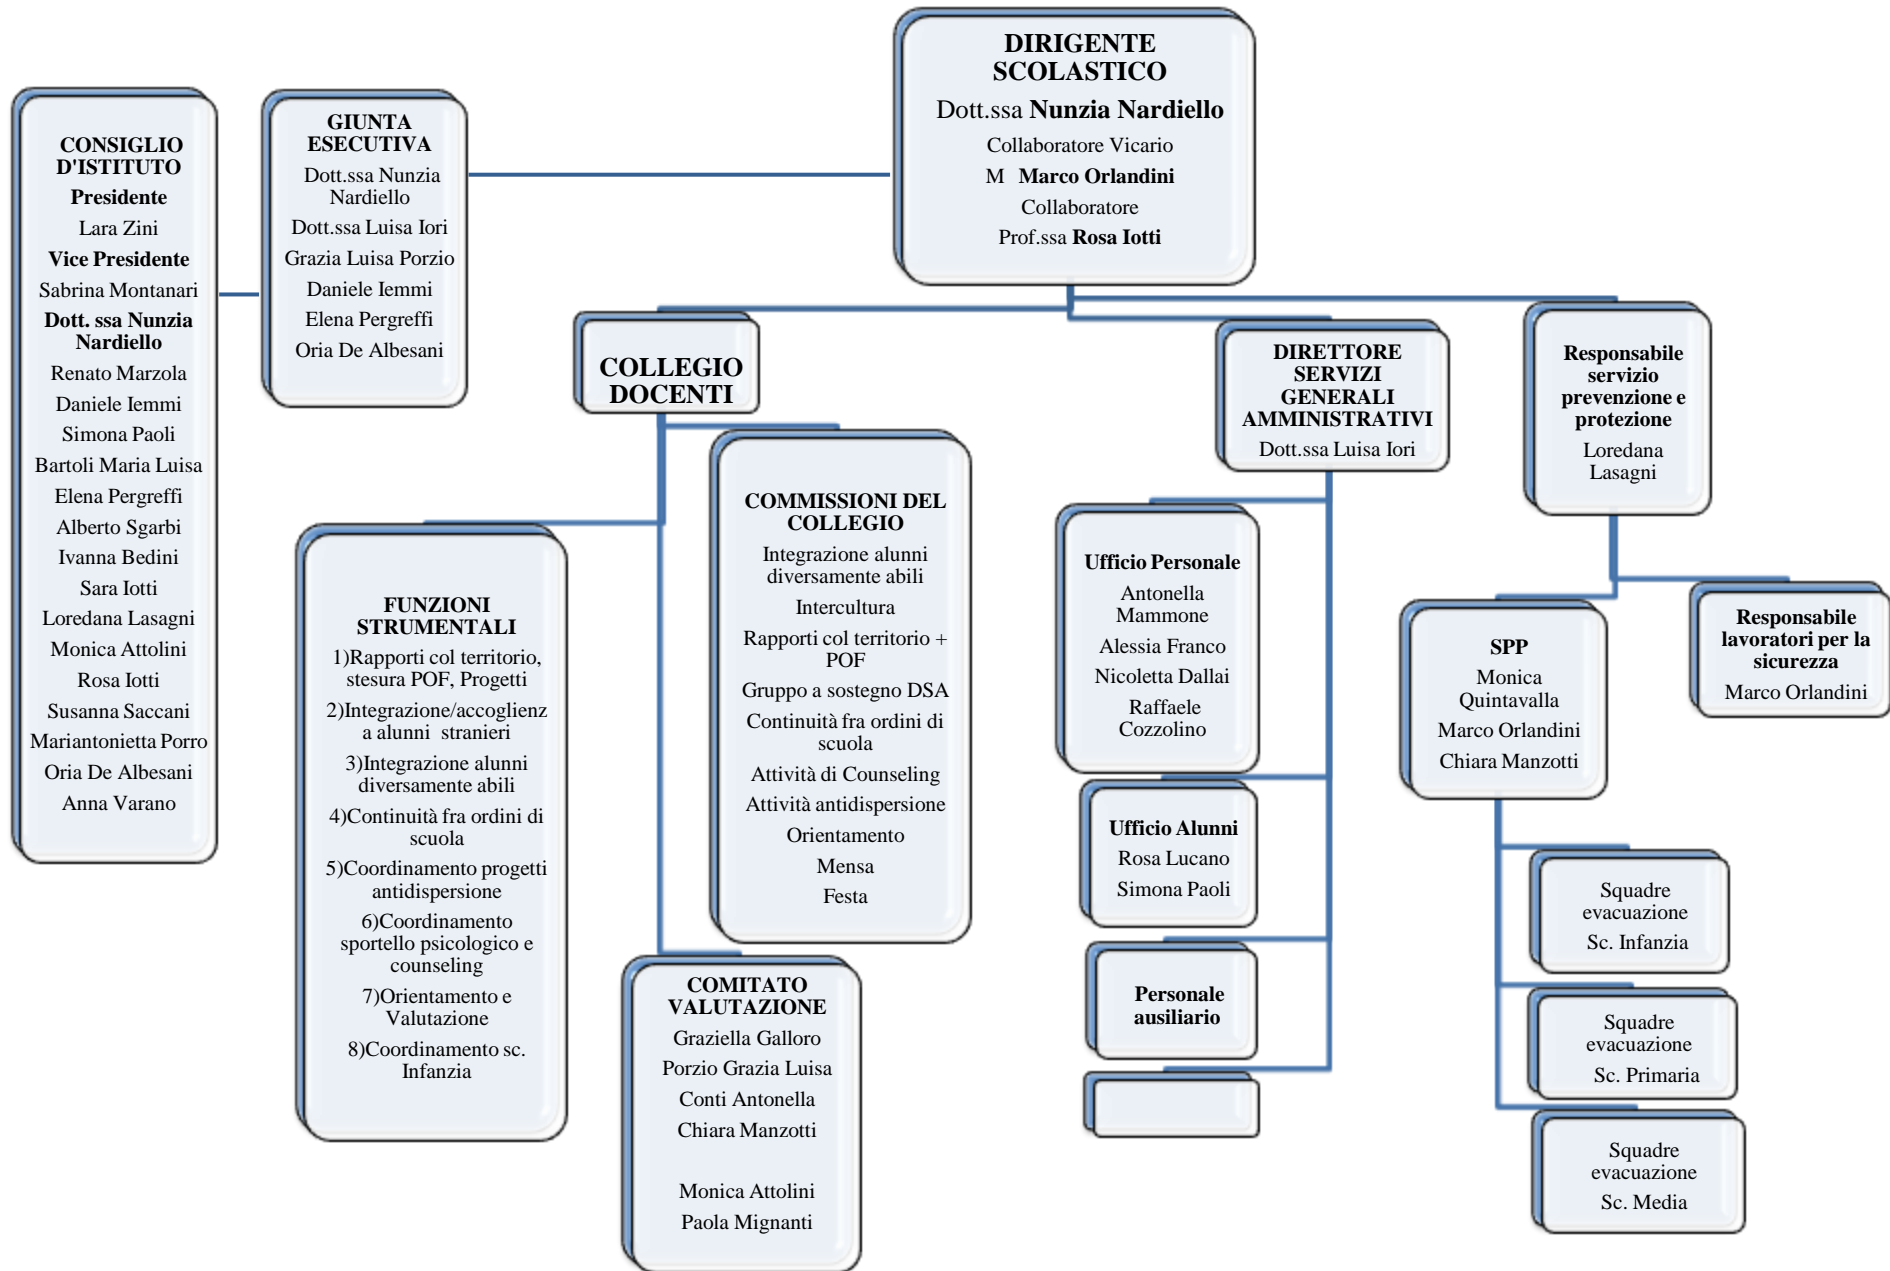 DIRIGENTE
SCOLASTICO
Dott.ssa Nunzia Nardiello
Collaboratore Vicario
M Marco Orlandini
Collaboratore
Prof.ssa Rosa Iotti
CONSIGLIO
D'ISTITUTO
Presidente
Lara Zini
Vice Presidente
Sabrina Montanari
Dott. ssa Nunzia
Nardiello
Renato Marzola
Daniele Iemmi
Simona Paoli
Bartoli Maria Luisa
Elena Pergreffi
Alberto Sgarbi
Ivanna Bedini
Sara Iotti
Loredana Lasagni
Monica Attolini
Rosa Iotti
Susanna Saccani
Mariantonietta Porro
Oria De Albesani
Anna Varano
GIUNTA
ESECUTIVA
Dott.ssa Nunzia
Nardiello
Dott.ssa Luisa Iori
Grazia Luisa Porzio
Daniele Iemmi
Elena Pergreffi
Oria De Albesani
COLLEGIO
DOCENTI
FUNZIONI
STRUMENTALI
1)Rapporti col territorio,
stesura POF, Progetti
2)Integrazione/accoglienz
a alunni stranieri
3)Integrazione alunni
diversamente abili
4)Continuità fra ordini di
scuola
5)Coordinamento progetti
antidispersione
6)Coordinamento
sportello psicologico e
counseling
7)Orientamento e
Valutazione
8)Coordinamento sc.
Infanzia
COMMISSIONI DEL
COLLEGIO
Integrazione alunni
diversamente abili
Intercultura
Rapporti col territorio +
POF
Gruppo a sostegno DSA
Continuità fra ordini di
scuola
Attività di Counseling
Attività antidispersione
Orientamento
Mensa
Festa
COMITATO
VALUTAZIONE
Graziella Galloro
Porzio Grazia Luisa
Conti Antonella
Chiara Manzotti
Monica Attolini
Paola Mignanti
DIRETTORE
SERVIZI
GENERALI
AMMINISTRATIVI
Dott.ssa Luisa Iori
Ufficio Personale
Antonella
Mammone
Alessia Franco
Nicoletta Dallai
Raffaele
Cozzolino
Ufficio Alunni
Rosa Lucano
Simona Paoli
Personale
ausiliario
Responsabile
servizio
prevenzione e
protezione
Loredana
Lasagni
SPP
Monica
Quintavalla
Marco Orlandini
Chiara Manzotti
Responsabile
lavoratori per la
sicurezza
Marco Orlandini
Squadre
evacuazione
Sc. Infanzia
Squadre
evacuazione
Sc. Primaria
Squadre
evacuazione
Sc. Media